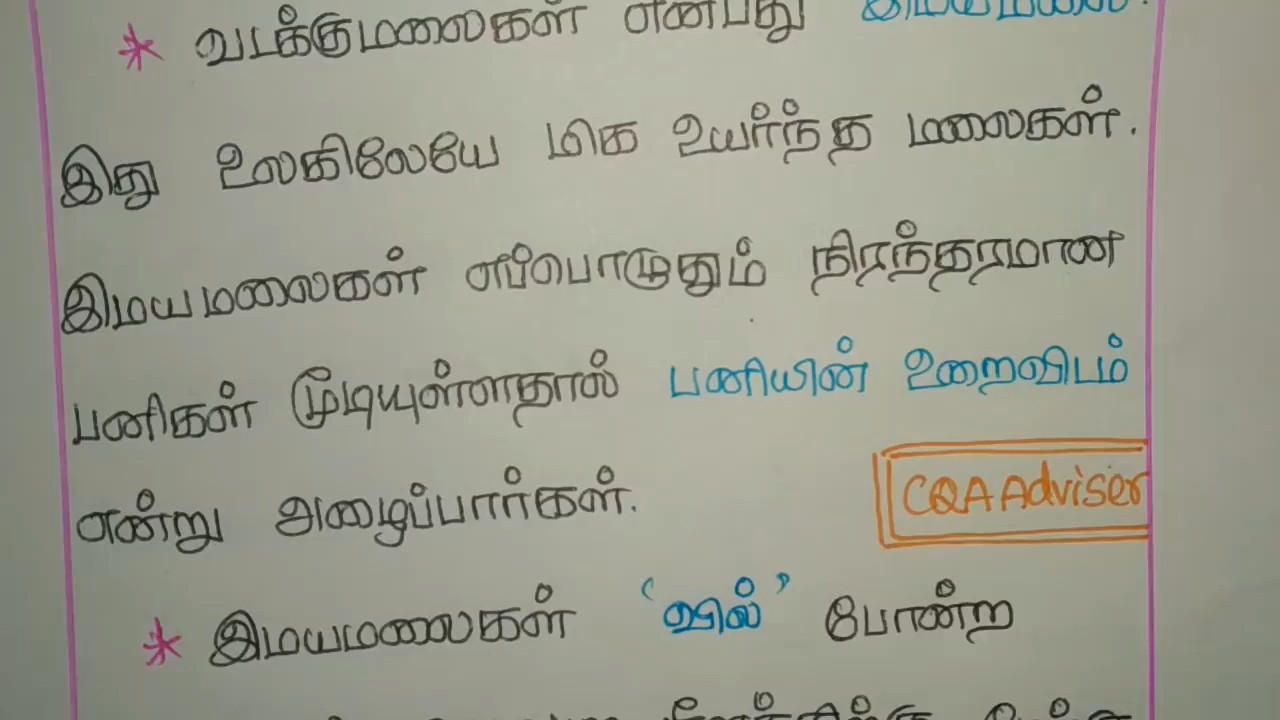 * வடக்குமலைகள் என்பது இமயமலை.
இது உலகிலேயே மிக உயர்ந்த மலைகள்.
இமயமலைகள் எப்பொழுதும் நிரந்தரமான
பனிகள் மூடியுள்ளதால் பனியின் உறைவிடம்
என்று அழைப்பார்கள்.
CQA Adviser
* இமயமலைகள் ‘வில்’ போன்ற